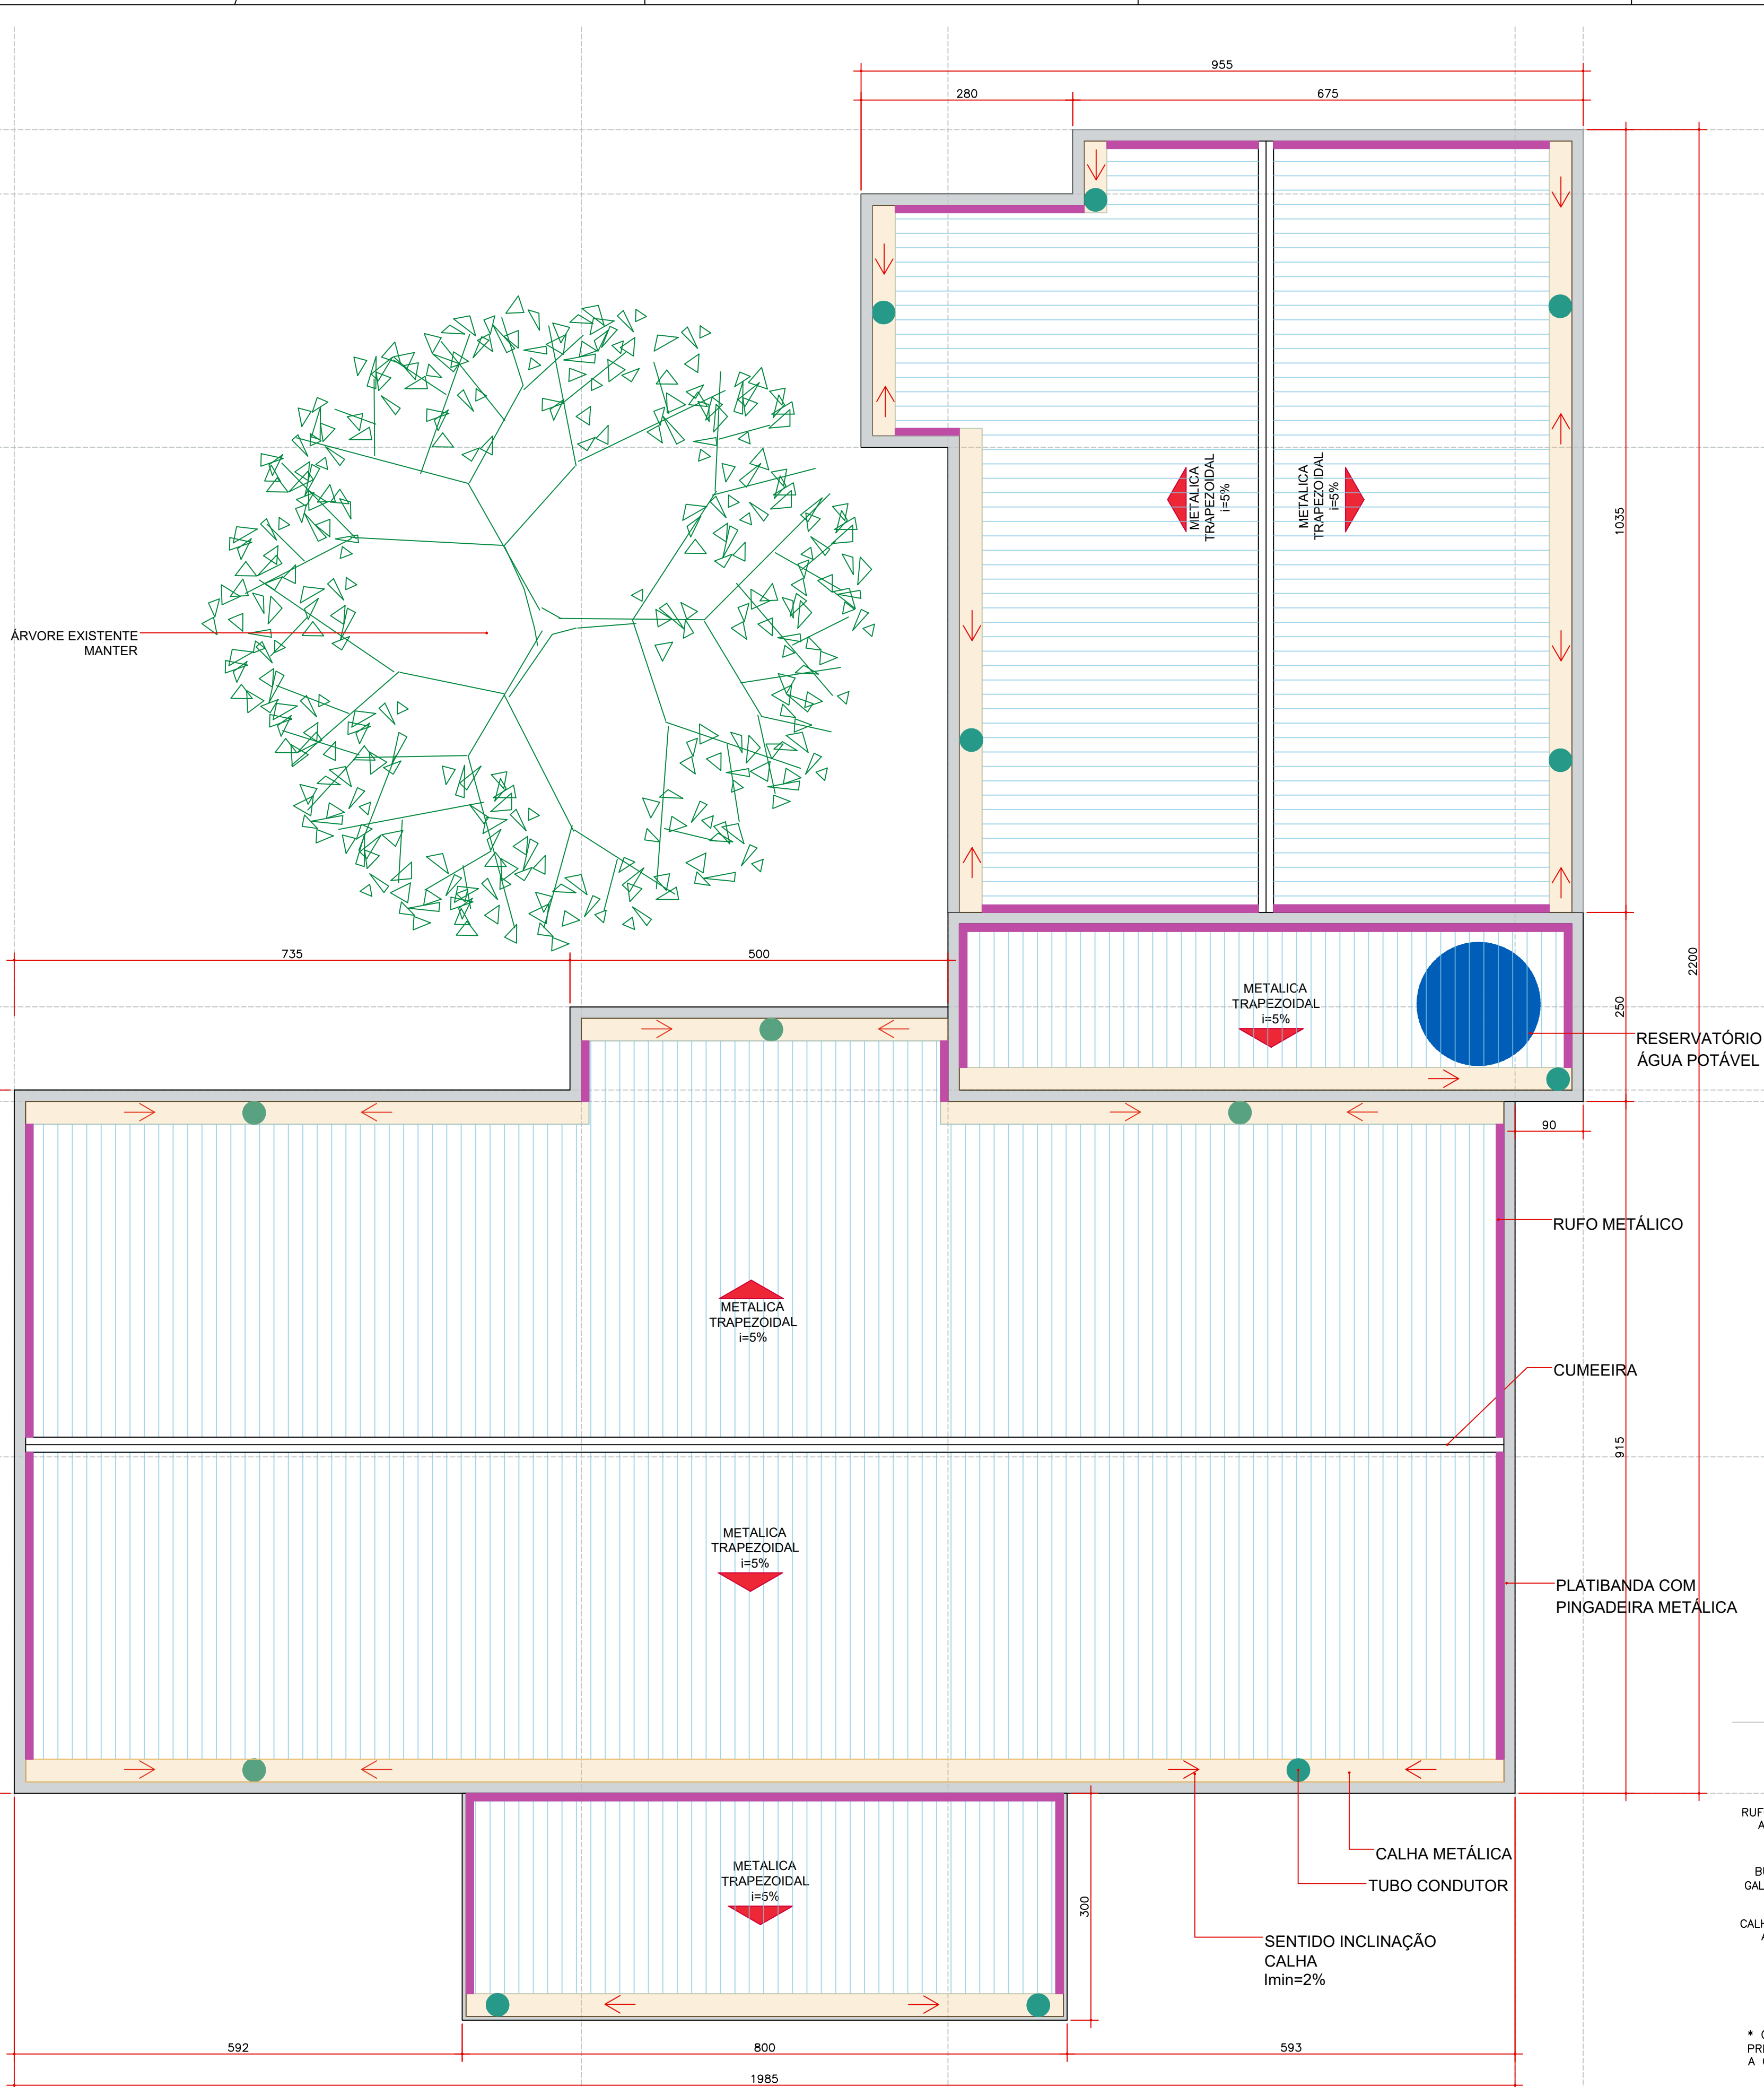 955
280
675
METALICA
TRAPEZOIDAL
i=5%
METALICA
TRAPEZOIDAL
i=5%
1035
ÁRVORE EXISTENTE
MANTER
735
500
2200
METALICA
TRAPEZOIDAL
i=5%
250
RESERVATÓRIO
ÁGUA POTÁVEL
90
RUFO METÁLICO
METALICA
TRAPEZOIDAL
i=5%
CUMEEIRA
915
METALICA
TRAPEZOIDAL
i=5%
PLATIBANDA COM
PINGADEIRA METÁLICA
CALHA METÁLICA
TUBO CONDUTOR
METALICA
TRAPEZOIDAL
i=5%
300
SENTIDO INCLINAÇÃO
CALHA
Imin=2%
592
800
593
1985